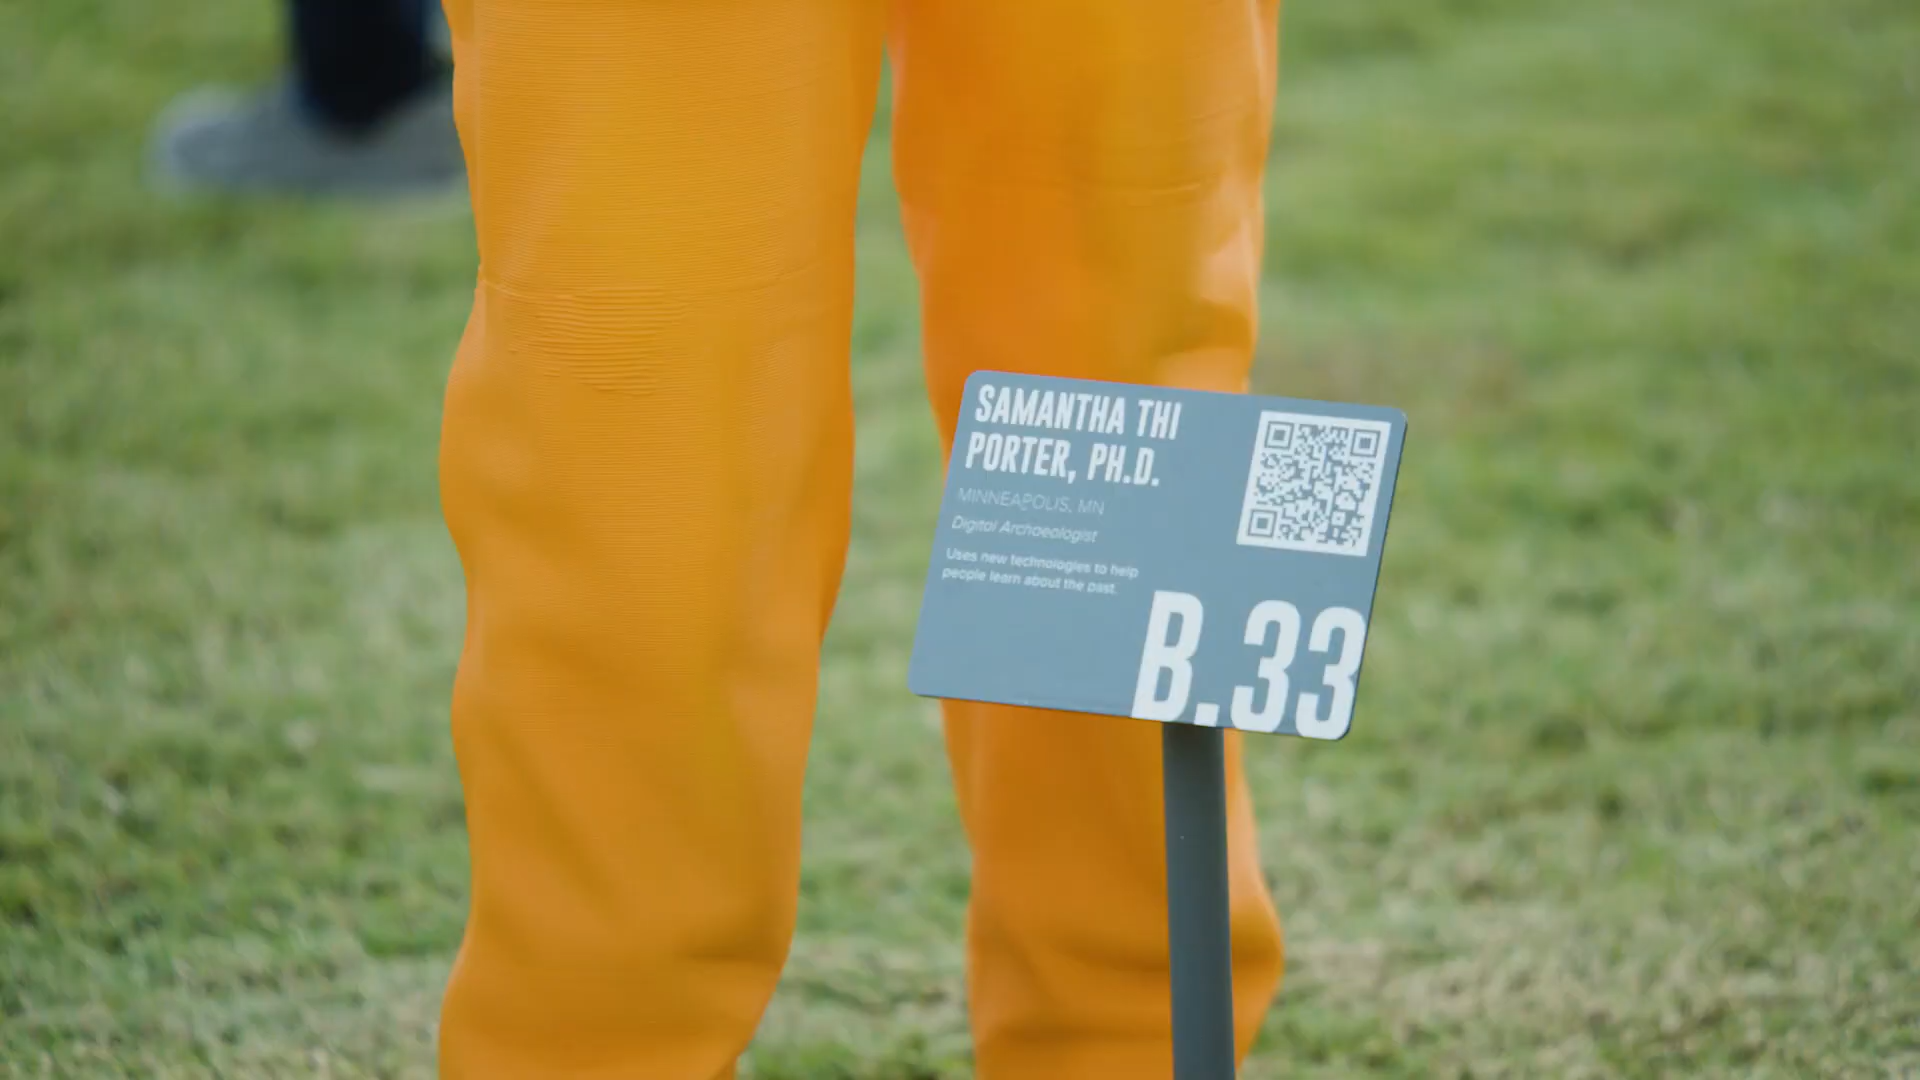 SAMANTHA THI
PORTER, PH.D.
MINNEAPOLIS, MN
Digital Archaeologist
Uses new technologies to help
people learn about the past.
B.33